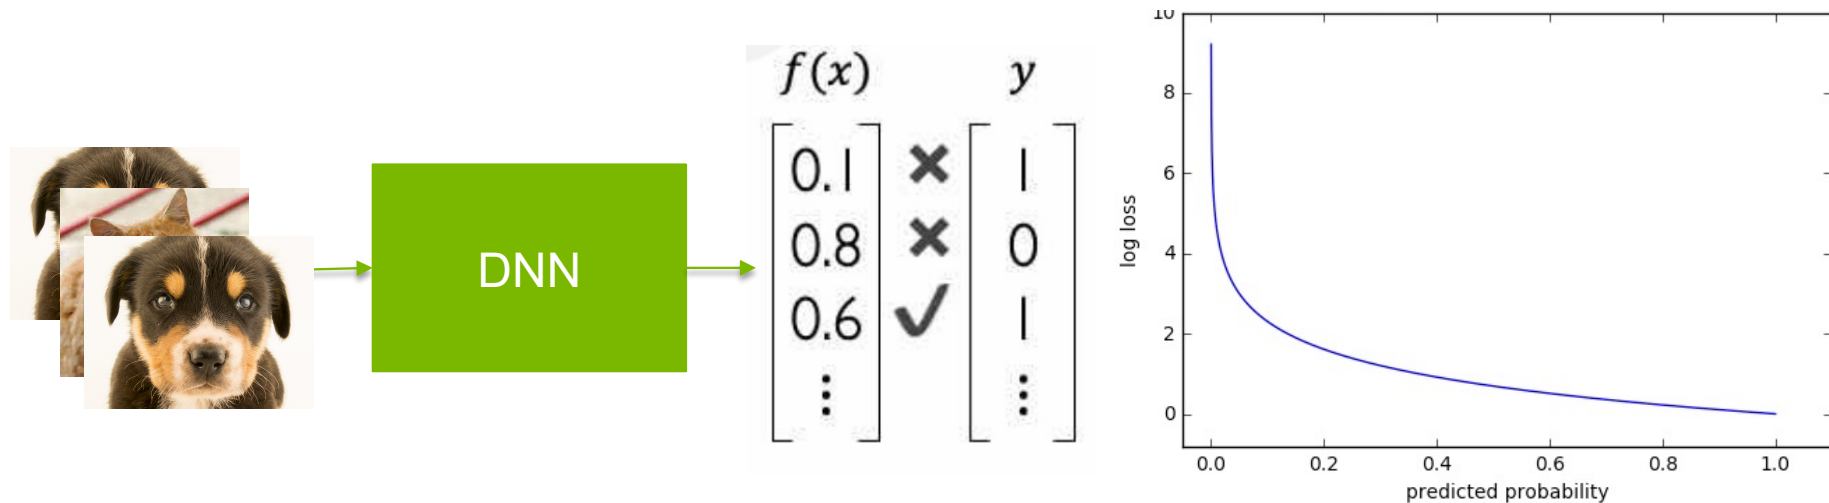 DNN
f(x) y
0.1 ✖ 1
0.8 ✖ 0
0.6 ✓ 1
⋮ ⋮
10
8
6
4
2
0
log loss
0.0 0.2 0.4 0.6 0.8 1.0
predicted probability